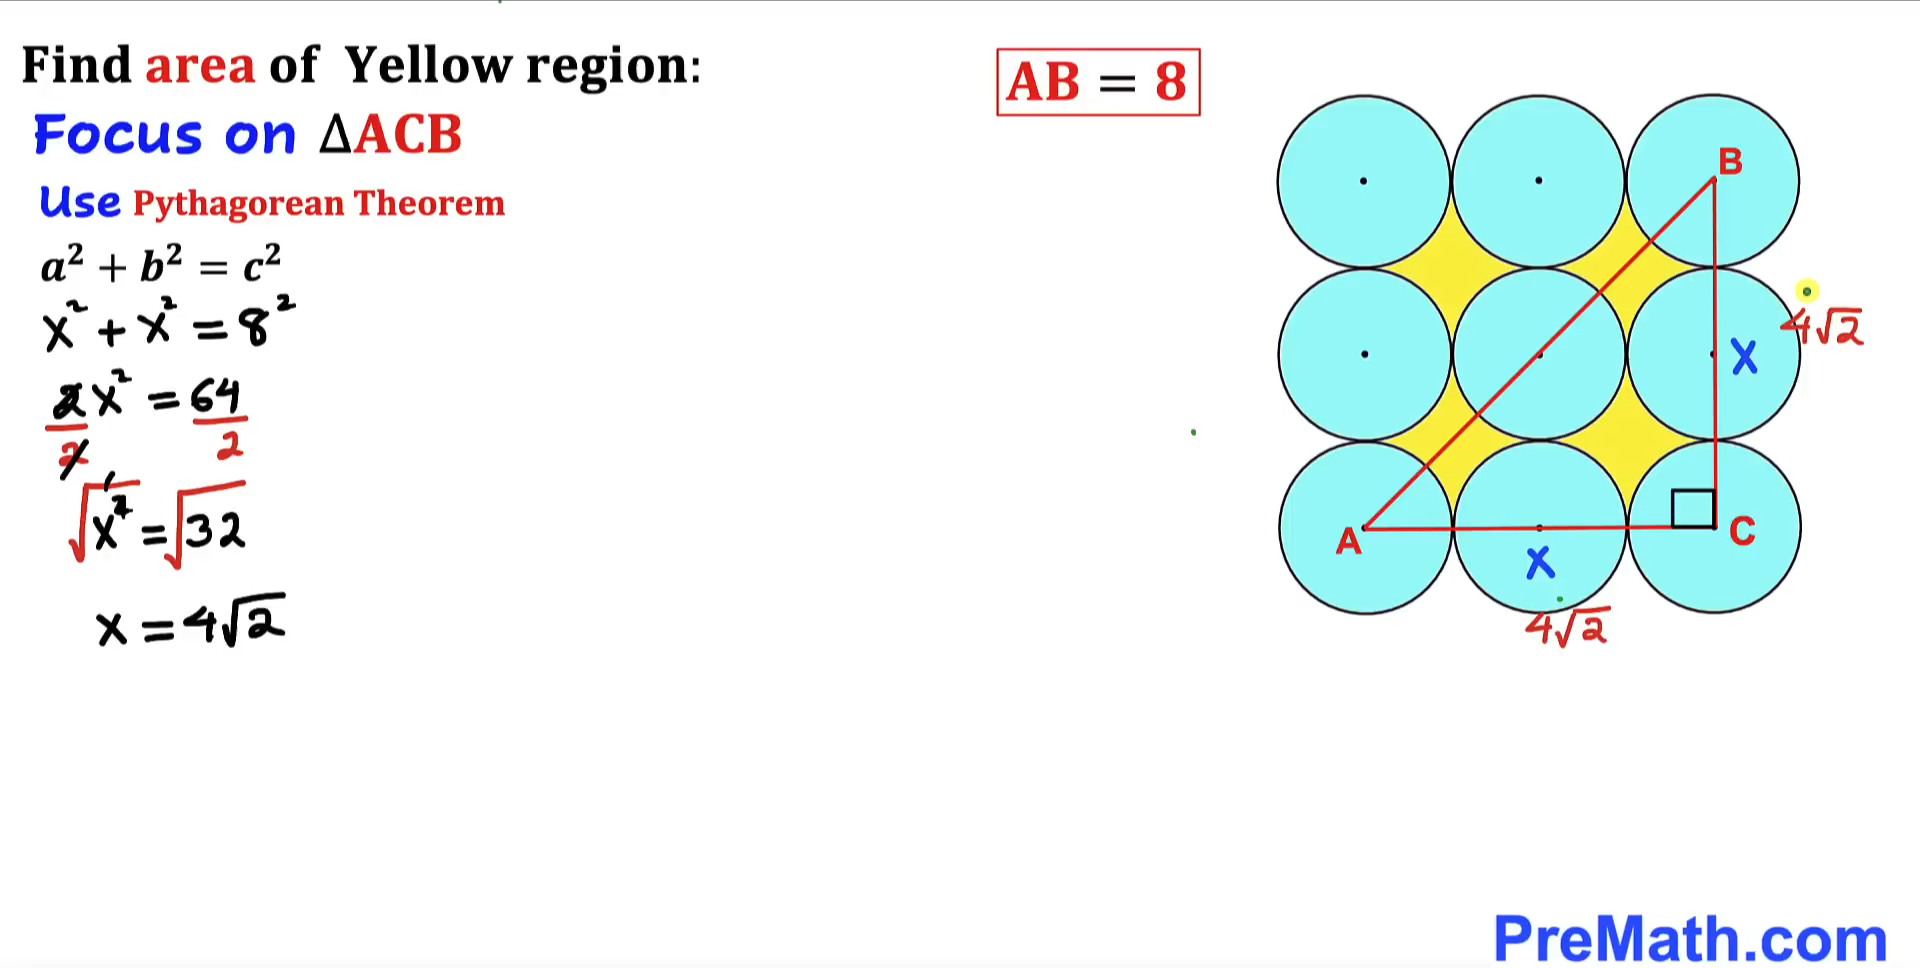 Find area of Yellow region:
AB = 8
Focus on ΔACB
Use Pythagorean Theorem
a² + b² = c²
x² + x² = 8²
2x² = 64
2 2
√x² = √32
x = 4√2
B
4√2
x
A
C
x
4√2
PreMath.com